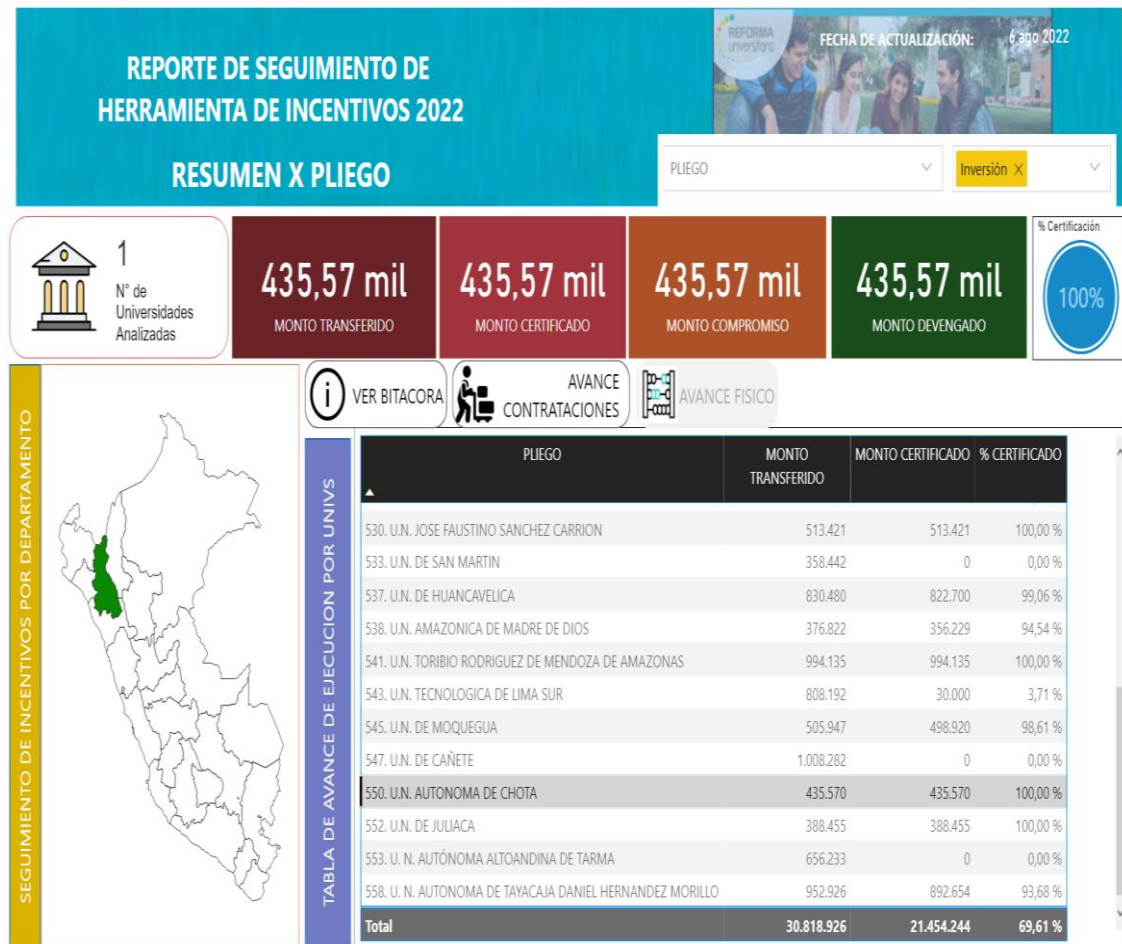 REPORTE DE SEGUIMIENTO DE
HERRAMIENTA DE INCENTIVOS 2022
RESUMEN X PLIEGO
REFORMA
universitaria
FECHA DE ACTUALIZACIÓN: 6 ago 2022
PLIEGO
Inversión X
1
N° de
Universidades
Analizadas
435,57 mil
MONTO TRANSFERIDO
435,57 mil
MONTO CERTIFICADO
435,57 mil
MONTO COMPROMISO
435,57 mil
MONTO DEVENGADO
% Certificación
100%
SEGUIMIENTO DE INCENTIVOS POR DEPARTAMENTO
i
VER BITACORA
AVANCE
CONTRATACIONES
AVANCE FISICO
TABLA DE AVANCE DE EJECUCION POR UNIVS
PLIEGO MONTO TRANSFERIDO MONTO CERTIFICADO % CERTIFICADO
530. U.N. JOSE FAUSTINO SANCHEZ CARRION 513.421 513.421 100,00 %
533. U.N. DE SAN MARTIN 358.442 0 0,00 %
537. U.N. DE HUANCAVELICA 830.480 822.700 99,06 %
538. U.N. AMAZONICA DE MADRE DE DIOS 376.822 356.229 94,54 %
541. U.N. TORIBIO RODRIGUEZ DE MENDOZA DE AMAZONAS 994.135 994.135 100,00 %
543. U.N. TECNOLOGICA DE LIMA SUR 808.192 30.000 3,71 %
545. U.N. DE MOQUEGUA 505.947 498.920 98,61 %
547. U.N. DE CAÑETE 1.008.282 0 0,00 %
550. U.N. AUTONOMA DE CHOTA 435.570 435.570 100,00 %
552. U.N. DE JULIACA 388.455 388.455 100,00 %
553. U. N. AUTÓNOMA ALTOANDINA DE TARMA 656.233 0 0,00 %
558. U. N. AUTONOMA DE TAYACAJA DANIEL HERNANDEZ MORILLO 952.926 892.654 93,68 %
Total 30.818.926 21.454.244 69,61 %